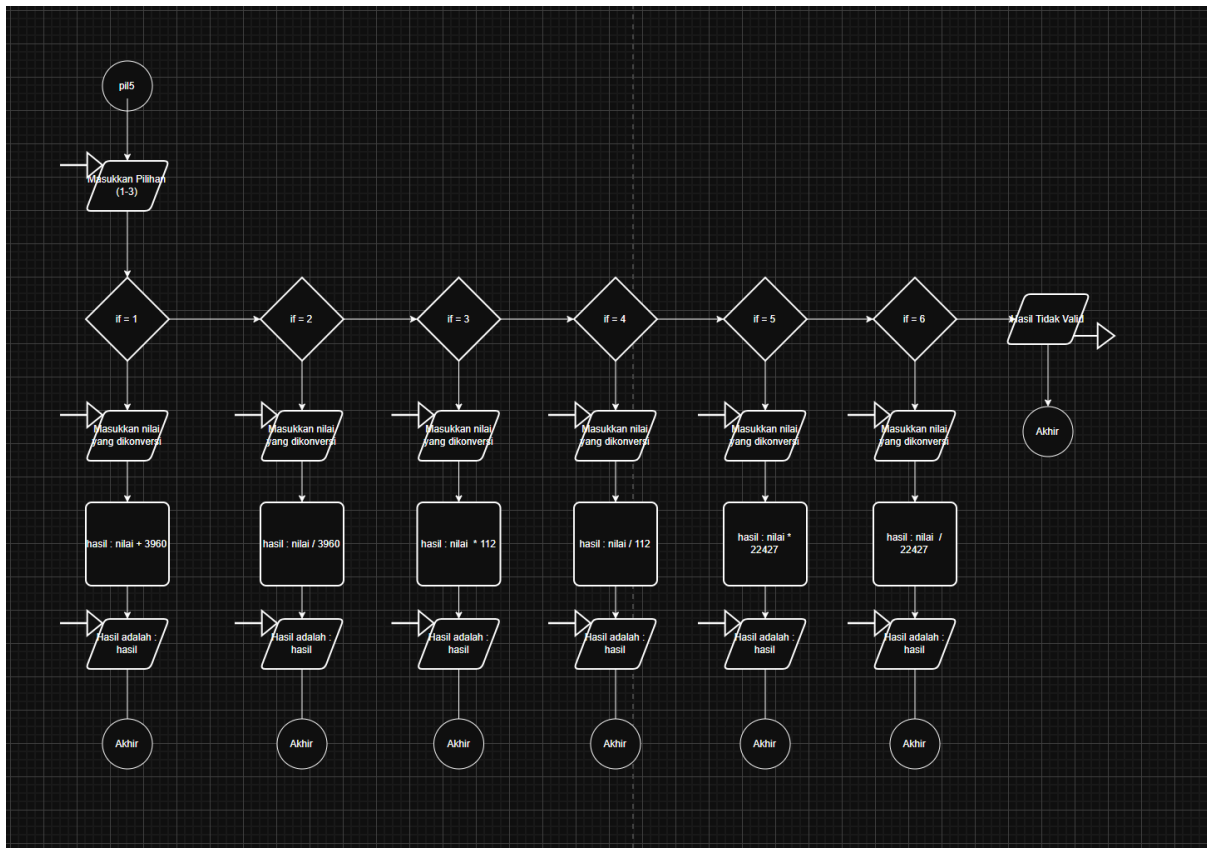 pil5
Masukkan Pilihan
(1-3)
if = 1
if = 2
if = 3
if = 4
if = 5
if = 6
Hasil Tidak Valid
Masukkan nilai
yang dikonversi
Masukkan nilai
yang dikonversi
Masukkan nilai
yang dikonversi
Masukkan nilai
yang dikonversi
Masukkan nilai
yang dikonversi
Masukkan nilai
yang dikonversi
Akhir
hasil : nilai + 3960
hasil : nilai / 3960
hasil : nilai * 112
hasil : nilai / 112
hasil : nilai *
22427
hasil : nilai /
22427
Hasil adalah :
hasil
Hasil adalah :
hasil
Hasil adalah :
hasil
Hasil adalah :
hasil
Hasil adalah :
hasil
Hasil adalah :
hasil
Akhir
Akhir
Akhir
Akhir
Akhir
Akhir